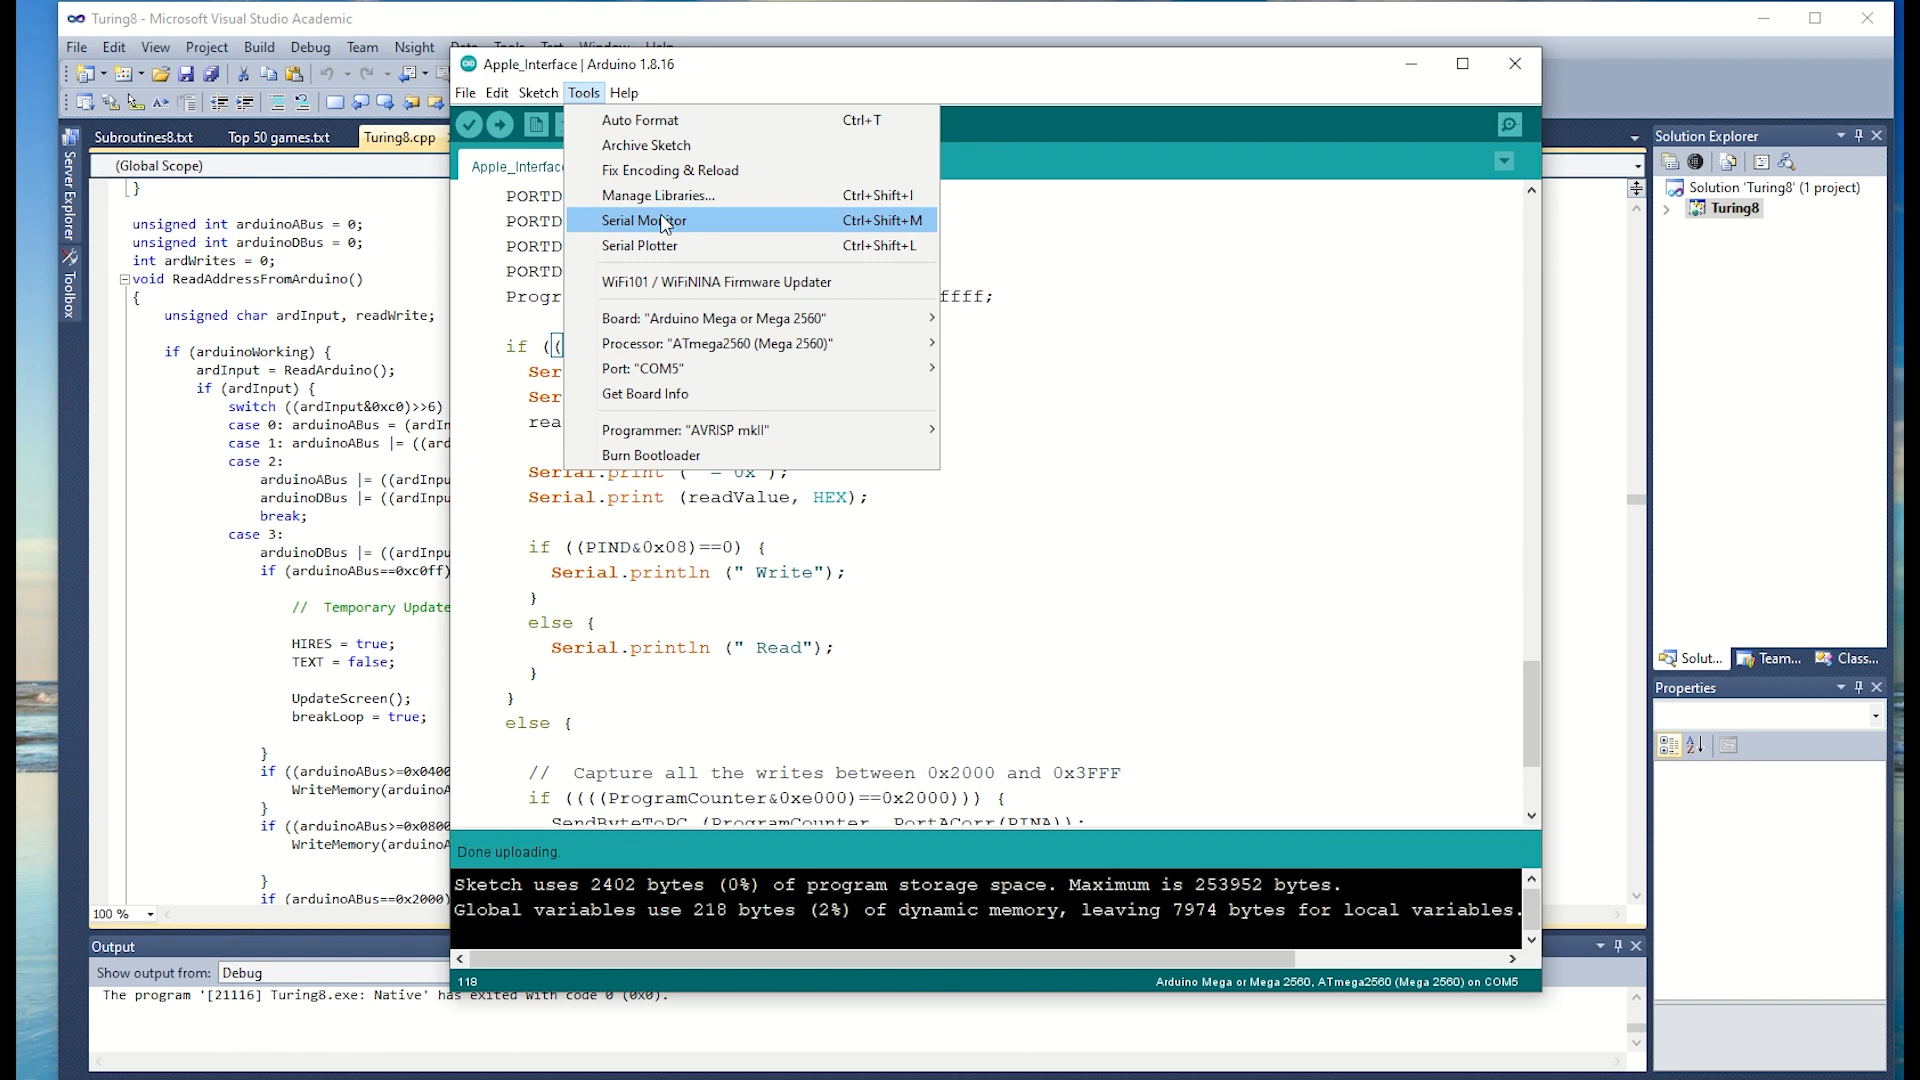 Turing8 - Microsoft Visual Studio Academic
File Edit View Project Build Debug Team Nsight
Subroutines8.txt Top 50 games.txt Turing8.cpp
(Global Scope)
Server Explorer
Toolbox
}
unsigned int arduinoABus = 0;
unsigned int arduinoDBus = 0;
int ardWrites = 0;
void ReadAddressFromArduino()
{
unsigned char ardInput, readWrite;
if (arduinoWorking) {
ardInput = ReadArduino();
if (ardInput) {
switch ((ardInput&0xc0)>>6)
case 0: arduinoABus = (ardIn
case 1: arduinoABus |= ((ard
case 2:
arduinoABus |= ((ardInpu
arduinoDBus |= ((ardInpu
break;
case 3:
arduinoDBus |= ((ardInpu
if (arduinoABus==0xc0ff)
// Temporary Update
HIRES = true;
TEXT = false;
UpdateScreen();
breakLoop = true;
}
if ((arduinoABus>=0x0400
WriteMemory(arduinoA
}
if ((arduinoABus>=0x0800
WriteMemory(arduinoA
}
if (arduinoABus==0x2000)
100 %
Output
Show output from: Debug
The program '[21116] Turing8.exe: Native' has exited with code 0 (0x0).
Apple_Interface | Arduino 1.8.16
File Edit Sketch Tools Help
Apple_Interfac
Auto Format Ctrl+T
Archive Sketch
Fix Encoding & Reload
Manage Libraries... Ctrl+Shift+I
Serial Monitor Ctrl+Shift+M
Serial Plotter Ctrl+Shift+L
WiFi101 / WiFiNINA Firmware Updater
Board: "Arduino Mega or Mega 2560"
Processor: "ATmega2560 (Mega 2560)"
Port: "COM5"
Get Board Info
Programmer: "AVRISP mkII"
Burn Bootloader
PORTD
PORTD
PORTD
PORTD
Progr ffff;
if ((
Ser
Ser
rea
Serial.print (" = 0x");
Serial.print (readValue, HEX);
if ((PIND&0x08)==0) {
Serial.println (" Write");
}
else {
Serial.println (" Read");
}
}
else {
// Capture all the writes between 0x2000 and 0x3FFF
if ((((ProgramCounter&0xe000)==0x2000))) {
SendByteToPC (ProgramCounter, PortACorr(PINA));
Done uploading.
Sketch uses 2402 bytes (0%) of program storage space. Maximum is 253952 bytes.
Global variables use 218 bytes (2%) of dynamic memory, leaving 7974 bytes for local variables.
118 Arduino Mega or Mega 2560, ATmega2560 (Mega 2560) on COM5
Solution Explorer
Solution 'Turing8' (1 project)
Turing8
Solut... Team... Class...
Properties